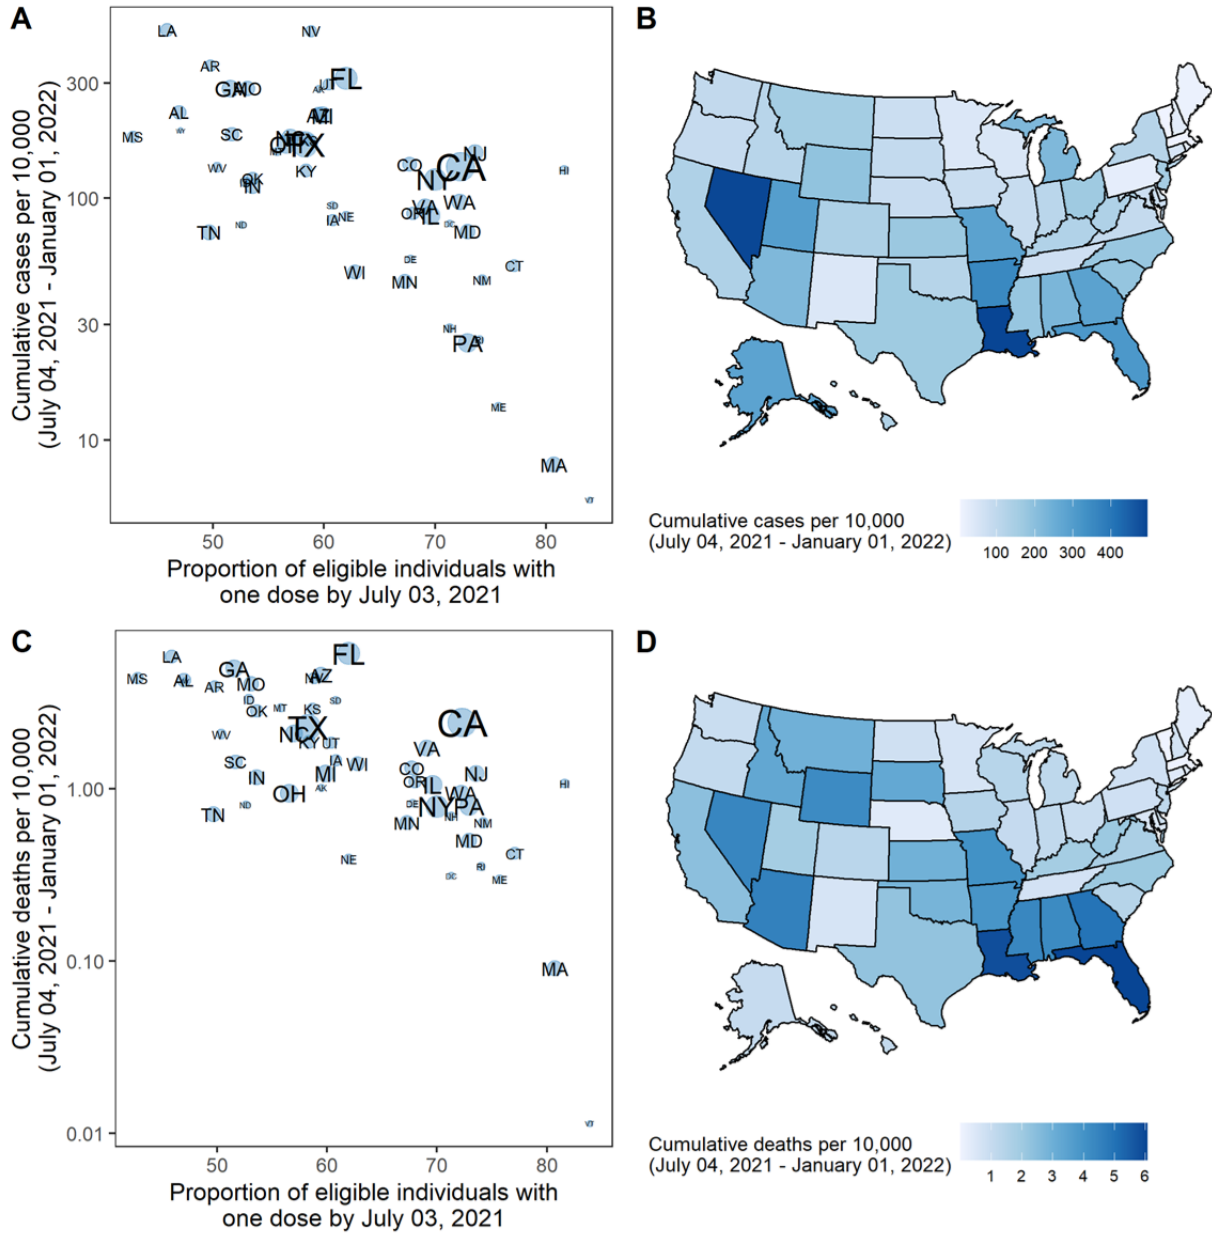 A
LA
NV
AR
FL
300
GA
MO
UT
AL
AZ
MI
MS
SC
NC
TX
NJ
CO
CA
WV
KY
HI
OK
IN
NY
100
SD
VA
WA
IA
NE
OR
IL
TN
ND
MD
DE
CT
WI
MN
NM
30
NH
PA
ME
10
MA
VT
50 60 70 80
Cumulative cases per 10,000
(July 04, 2021 - January 01, 2022)
Proportion of eligible individuals with
one dose by July 03, 2021
B
Cumulative cases per 10,000
(July 04, 2021 - January 01, 2022)
100 200 300 400
C
LA
FL
GA
MS
AL
NV
AZ
AR
MO
ID
SD
OK
MT
KS
CA
TX
WV
NC
KY
UT
VA
SC
IA
WI
CO
IN
MI
NJ
OR
IL
HI
1.00
AK
OH
WA
ND
DE
NY
PA
TN
MN
NH
NM
MD
NE
CT
RI
DC
ME
0.10
MA
VT
0.01
50 60 70 80
Cumulative deaths per 10,000
(July 04, 2021 - January 01, 2022)
Proportion of eligible individuals with
one dose by July 03, 2021
D
Cumulative deaths per 10,000
(July 04, 2021 - January 01, 2022)
1 2 3 4 5 6